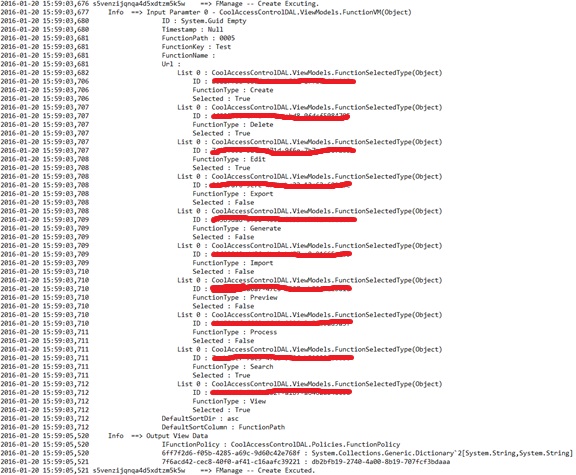 2016-01-20 15:59:03,676 s5venzijqnqa4d5xdtzm5k5w ==> FManage -- Create Excuting.
2016-01-20 15:59:03,677 Info ==> Input Parameter 0 - CoolAccessControlDAL.ViewModels.FunctionVM(Object)
2016-01-20 15:59:03,680 ID : System.Guid Empty
2016-01-20 15:59:03,680 Timestamp : Null
2016-01-20 15:59:03,681 FunctionPath : 0005
2016-01-20 15:59:03,681 FunctionKey : Test
2016-01-20 15:59:03,681 FunctionName :
2016-01-20 15:59:03,681 Url :
2016-01-20 15:59:03,682 List 0 : CoolAccessControlDAL.ViewModels.FunctionSelectedType(Object)
2016-01-20 15:59:03,706 ID :
2016-01-20 15:59:03,706 FunctionType : Create
2016-01-20 15:59:03,706 Selected : True
2016-01-20 15:59:03,707 List 0 : CoolAccessControlDAL.ViewModels.FunctionSelectedType(Object)
2016-01-20 15:59:03,707 ID :
2016-01-20 15:59:03,707 FunctionType : Delete
2016-01-20 15:59:03,707 Selected : True
2016-01-20 15:59:03,707 List 0 : CoolAccessControlDAL.ViewModels.FunctionSelectedType(Object)
2016-01-20 15:59:03,707 ID :
2016-01-20 15:59:03,708 FunctionType : Edit
2016-01-20 15:59:03,708 Selected : True
2016-01-20 15:59:03,708 List 0 : CoolAccessControlDAL.ViewModels.FunctionSelectedType(Object)
2016-01-20 15:59:03,708 ID :
2016-01-20 15:59:03,708 FunctionType : Export
2016-01-20 15:59:03,708 Selected : False
2016-01-20 15:59:03,708 List 0 : CoolAccessControlDAL.ViewModels.FunctionSelectedType(Object)
2016-01-20 15:59:03,709 ID :
2016-01-20 15:59:03,709 FunctionType : Generate
2016-01-20 15:59:03,709 Selected : False
2016-01-20 15:59:03,709 List 0 : CoolAccessControlDAL.ViewModels.FunctionSelectedType(Object)
2016-01-20 15:59:03,709 ID :
2016-01-20 15:59:03,709 FunctionType : Import
2016-01-20 15:59:03,710 Selected : False
2016-01-20 15:59:03,710 List 0 : CoolAccessControlDAL.ViewModels.FunctionSelectedType(Object)
2016-01-20 15:59:03,710 ID :
2016-01-20 15:59:03,710 FunctionType : Preview
2016-01-20 15:59:03,710 Selected : False
2016-01-20 15:59:03,710 List 0 : CoolAccessControlDAL.ViewModels.FunctionSelectedType(Object)
2016-01-20 15:59:03,710 ID :
2016-01-20 15:59:03,711 FunctionType : Process
2016-01-20 15:59:03,711 Selected : False
2016-01-20 15:59:03,711 List 0 : CoolAccessControlDAL.ViewModels.FunctionSelectedType(Object)
2016-01-20 15:59:03,711 ID :
2016-01-20 15:59:03,711 FunctionType : Search
2016-01-20 15:59:03,712 Selected : True
2016-01-20 15:59:03,712 List 0 : CoolAccessControlDAL.ViewModels.FunctionSelectedType(Object)
2016-01-20 15:59:03,712 ID :
2016-01-20 15:59:03,712 FunctionType : View
2016-01-20 15:59:03,712 Selected : True
2016-01-20 15:59:03,712 DefaultSortDir : asc
2016-01-20 15:59:03,712 DefaultSortColumn : FunctionPath
2016-01-20 15:59:05,520 Info ==> Output View Data
2016-01-20 15:59:05,520 IFunctionPolicy : CoolAccessControlDAL.Policies.FunctionPolicy
2016-01-20 15:59:05,520 6ff7f2d6-f05b-4285-a69c-9d60c42e768f : System.Collections.Generic.Dictionary`2[System.String,System.String]
2016-01-20 15:59:05,521 7f6acd42-cec8-40f0-af41-c16aafc39221 : db2bfb19-2740-4a00-8b19-707fcf3bdaaa
2016-01-20 15:59:05,521 s5venzijqnqa4d5xdtzm5k5w ==> FManage -- Create Excuted.